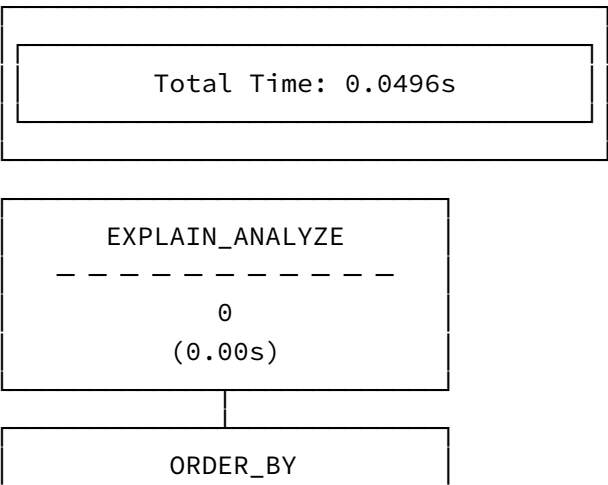 Total Time: 0.0496s
EXPLAIN_ANALYZE
─ ─ ─ ─ ─ ─ ─ ─ ─ ─ ─
0
(0.00s)
ORDER_BY